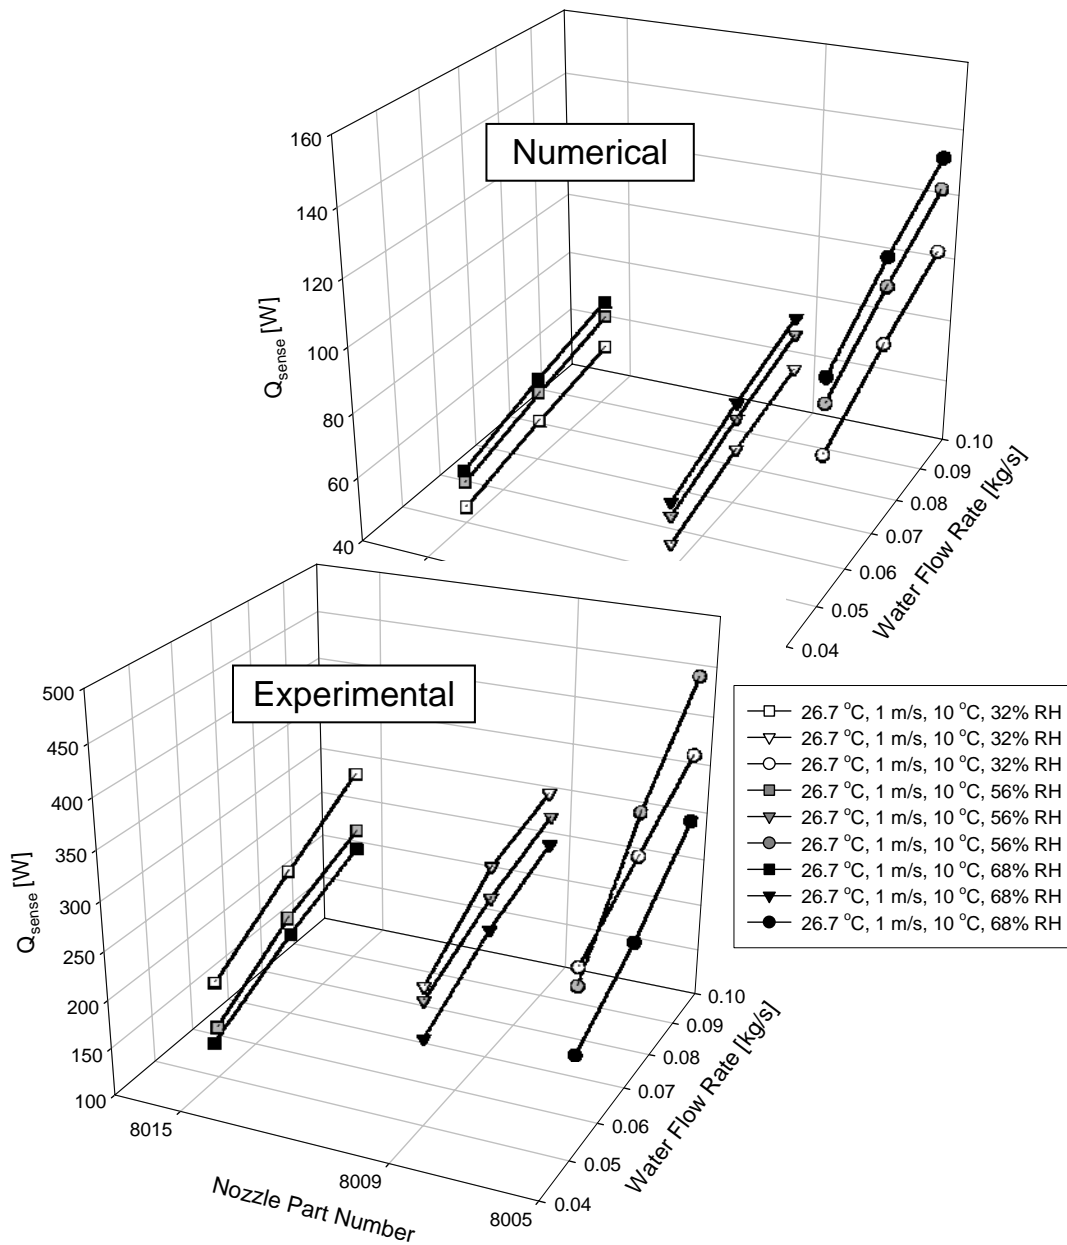 Numerical
160
140
120
100
80
60
40
Q_sense [W]
0.10
0.09
0.08
0.07
0.06
0.05
0.04
Water Flow Rate [kg/s]
Experimental
500
450
400
350
300
250
200
150
100
Q_sense [W]
8015
8009
8005
Nozzle Part Number
0.10
0.09
0.08
0.07
0.06
0.05
0.04
Water Flow Rate [kg/s]
26.7 °C, 1 m/s, 10 °C, 32% RH
26.7 °C, 1 m/s, 10 °C, 32% RH
26.7 °C, 1 m/s, 10 °C, 32% RH
26.7 °C, 1 m/s, 10 °C, 56% RH
26.7 °C, 1 m/s, 10 °C, 56% RH
26.7 °C, 1 m/s, 10 °C, 56% RH
26.7 °C, 1 m/s, 10 °C, 68% RH
26.7 °C, 1 m/s, 10 °C, 68% RH
26.7 °C, 1 m/s, 10 °C, 68% RH